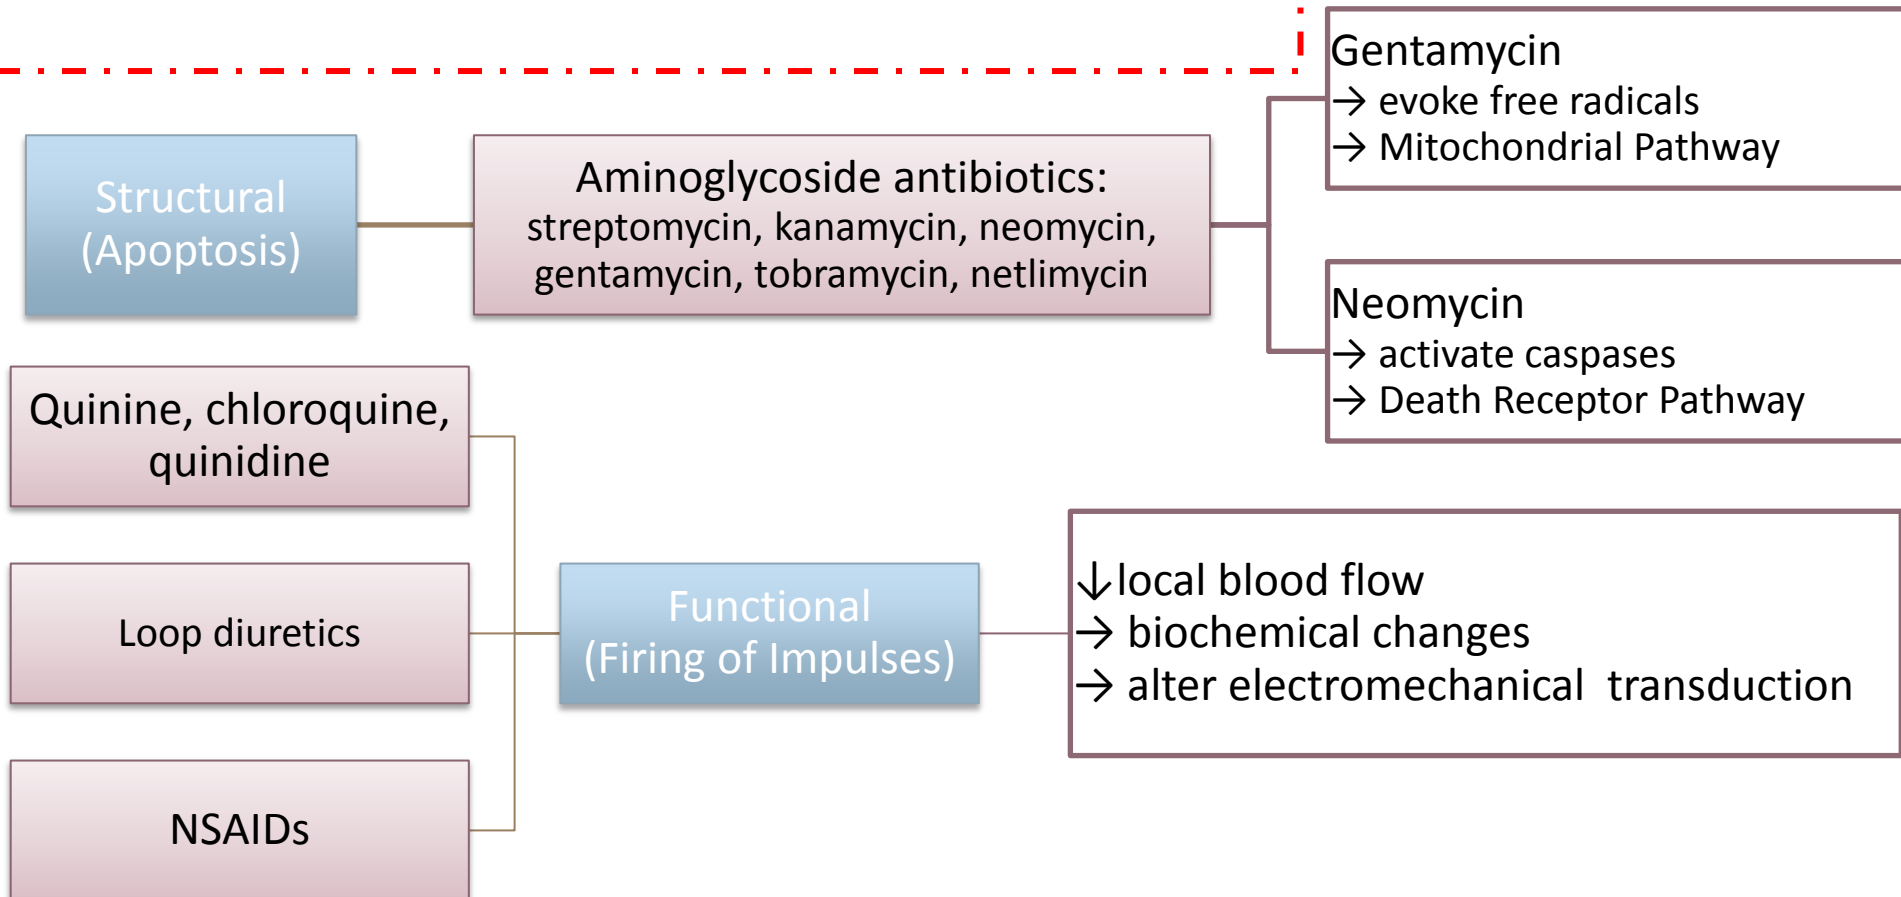 Structural
(Apoptosis)
Aminoglycoside antibiotics:
streptomycin, kanamycin, neomycin,
gentamycin, tobramycin, netlimycin
Gentamycin
→ evoke free radicals
→ Mitochondrial Pathway
Neomycin
→ activate caspases
→ Death Receptor Pathway
Quinine, chloroquine,
quinidine
Loop diuretics
NSAIDs
Functional
(Firing of Impulses)
↓local blood flow
→ biochemical changes
→ alter electromechanical transduction